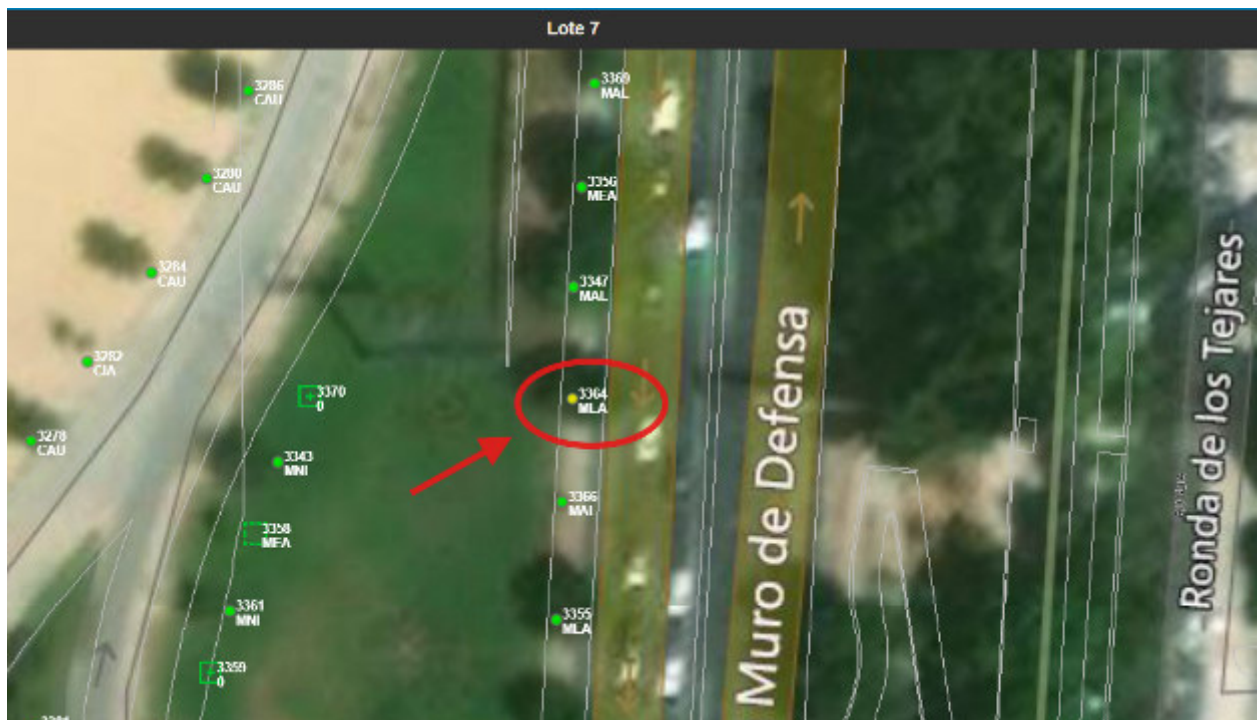 Lote 7
3286
CAU
3369
MAL
3280
CAU
3356
MEA
3284
CAU
3347
MAL
3282
CJA
3370
0
3364
MLA
3278
CAU
3343
MNI
3366
3358
MEA
3361
MNI
3355
MLA
3359
0
Muro de Defensa
Ronda de los Tejares